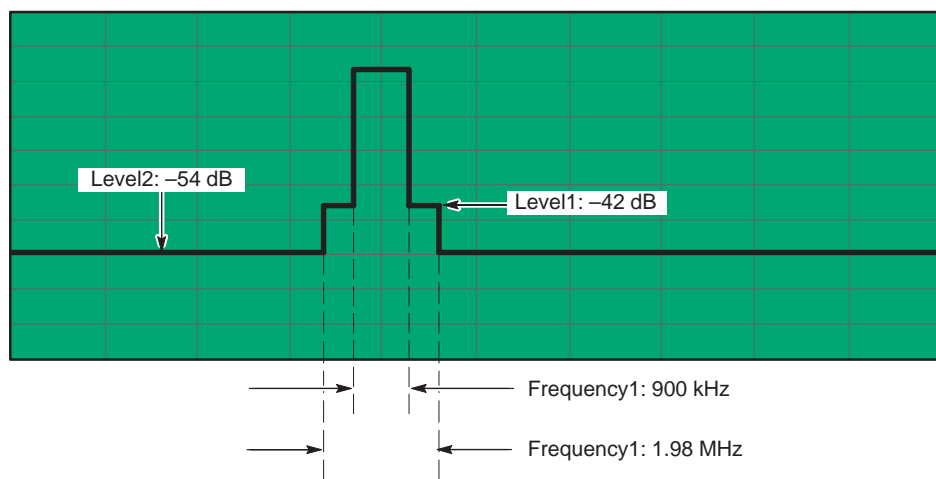 Level2: –54 dB
Level1: –42 dB
Frequency1: 900 kHz
Frequency1: 1.98 MHz